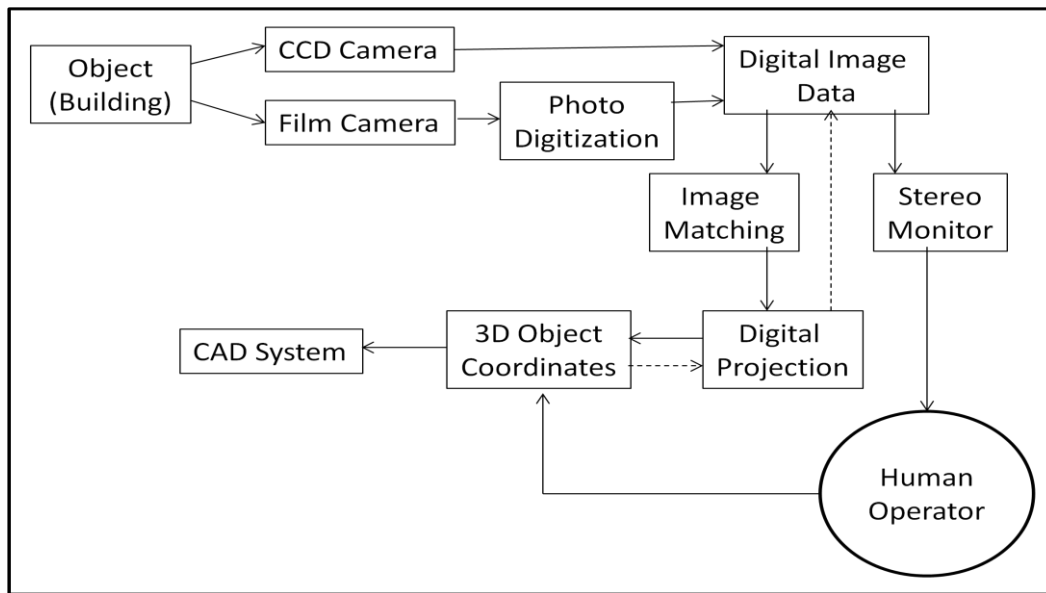 Object
(Building)
CCD Camera
Film Camera
Photo
Digitization
Digital Image
Data
Image
Matching
Stereo
Monitor
CAD System
3D Object
Coordinates
Digital
Projection
Human
Operator